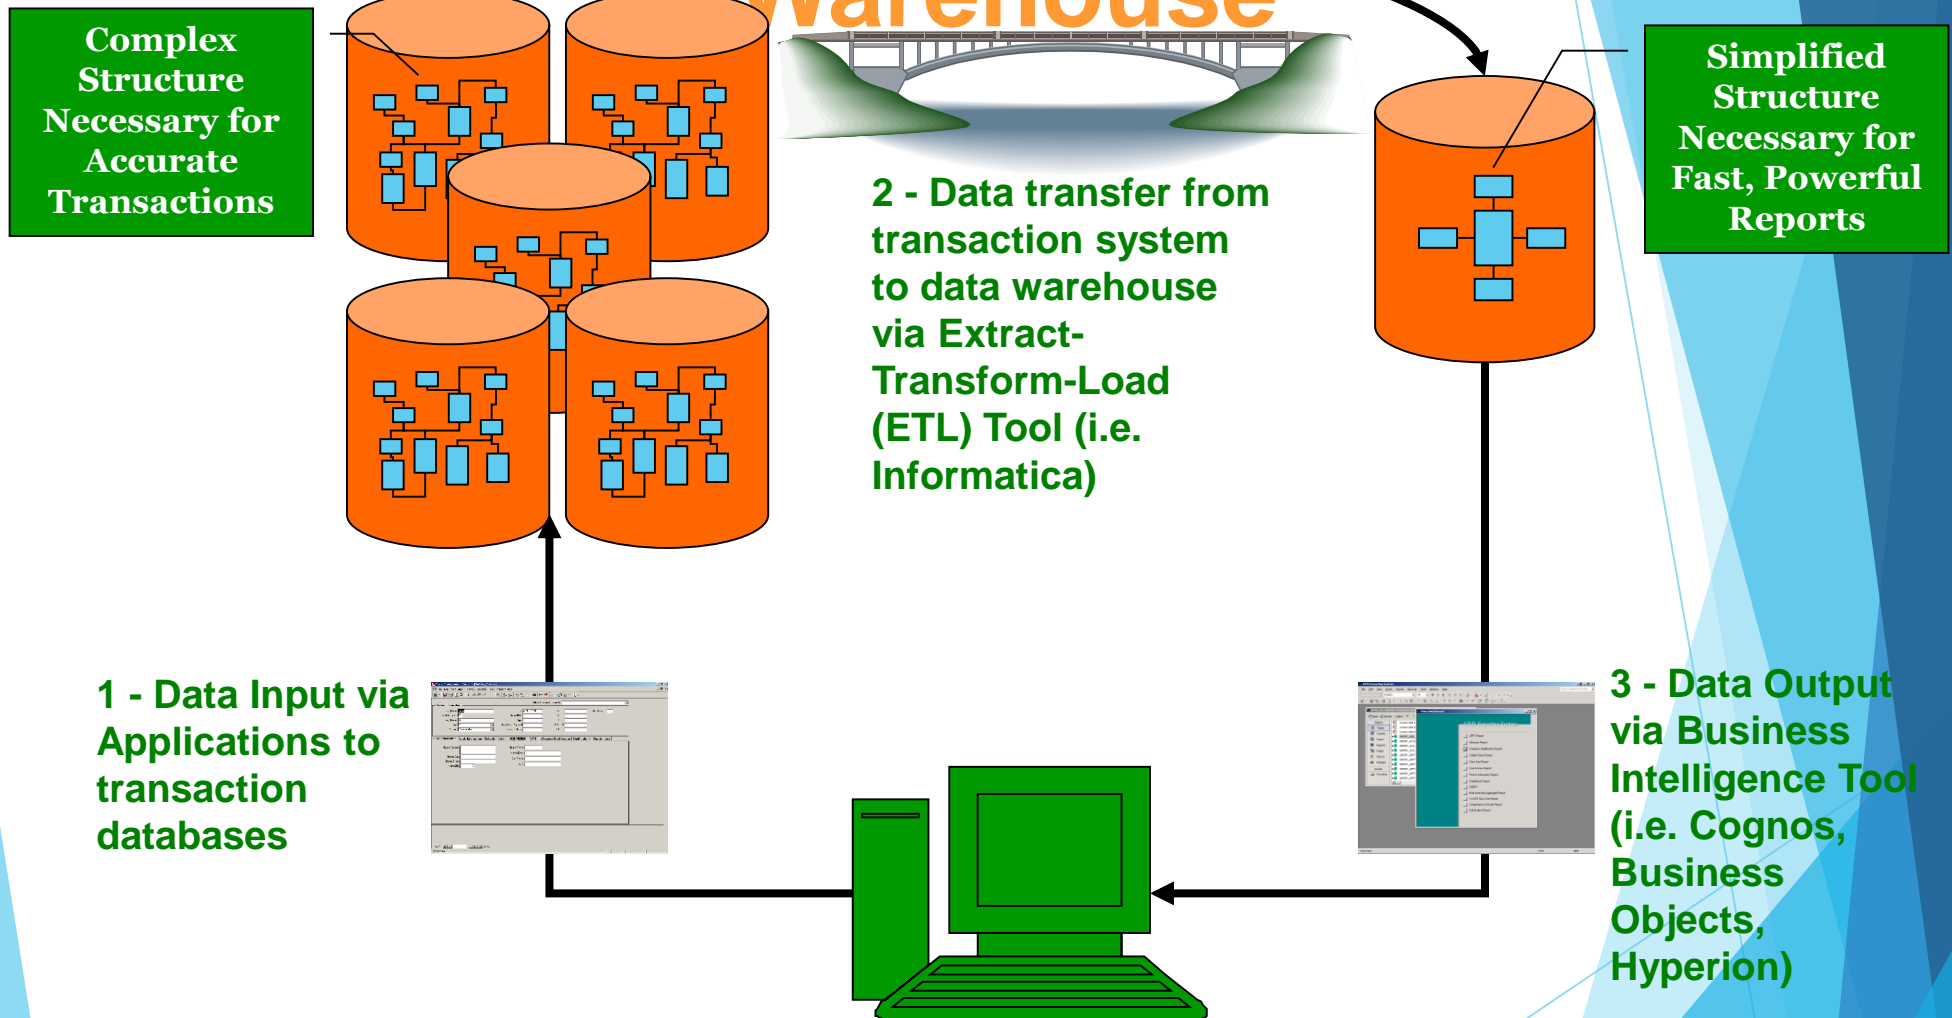 Warehouse
Complex
Structure
Necessary for
Accurate
Transactions
Simplified
Structure
Necessary for
Fast, Powerful
Reports
2 - Data transfer from
transaction system
to data warehouse
via Extract-
Transform-Load
(ETL) Tool (i.e.
Informatica)
1 - Data Input via
Applications to
transaction
databases
3 - Data Output
via Business
Intelligence Tool
(i.e. Cognos,
Business
Objects,
Hyperion)